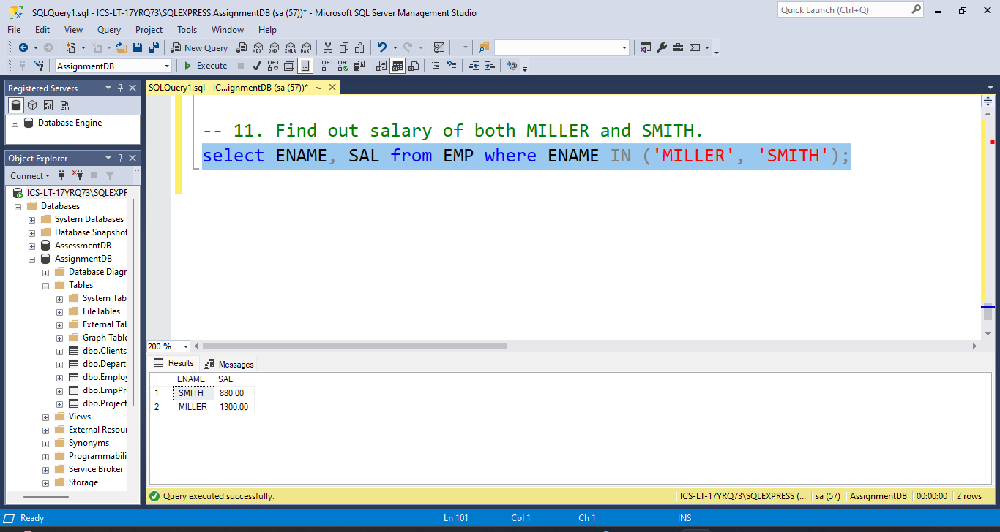 SQLQuery1.sql - ICS-LT-17YRQ73\SQLEXPRESS.AssignmentDB (sa (57))* - Microsoft SQL Server Management Studio
Quick Launch (Ctrl+Q)
File Edit View Query Project Tools Window Help
New Query MDX DMX XMLA DAX
AssignmentDB Execute
Registered Servers
SQLQuery1.sql - IC...ignmentDB (sa (57))*
Database Engine
-- 11. Find out salary of both MILLER and SMITH.
select ENAME, SAL from EMP where ENAME IN ('MILLER', 'SMITH');
Object Explorer
Connect
ICS-LT-17YRQ73\SQLEXPF
Databases
System Databases
Database Snapshot
AssessmentDB
AssignmentDB
Database Diagr
Tables
System Tab
FileTables
External Tab
Graph Table
dbo.Clients
dbo.Depart
dbo.Employ
dbo.EmpPr
dbo.Project
Views
External Resour
Synonyms
Programmabili
Service Broker
Storage
200 %
Results Messages
ENAME SAL
1 SMITH 880.00
2 MILLER 1300.00
Query executed successfully.
ICS-LT-17YRQ73\SQLEXPRESS (... sa (57) AssignmentDB 00:00:00 2 rows
Ready Ln 101 Col 1 Ch 1 INS